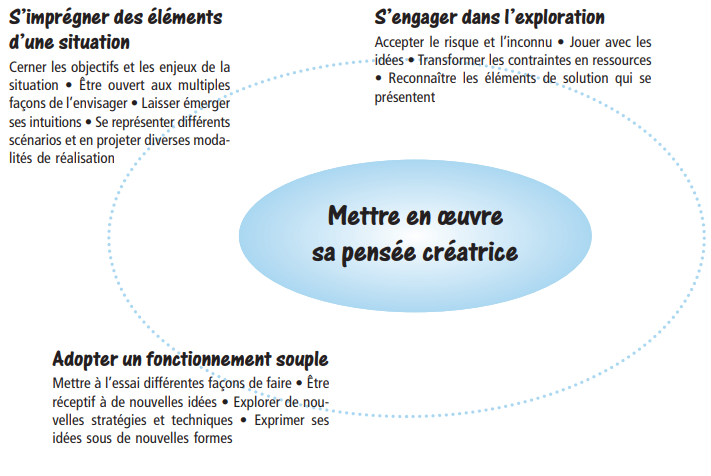 S'imprégner des éléments
d'une situation
Cerner les objectifs et les enjeux de la
situation • Être ouvert aux multiples
façons de l'envisager • Laisser émerger
ses intuitions • Se représenter différents
scénarios et en projeter diverses moda-
lités de réalisation
S'engager dans l'exploration
Accepter le risque et l'inconnu • Jouer avec les
idées • Transformer les contraintes en ressources
• Reconnaître les éléments de solution qui se
présentent
Mettre en œuvre
sa pensée créatrice
Adopter un fonctionnement souple
Mettre à l'essai différentes façons de faire • Être
réceptif à de nouvelles idées • Explorer de nou-
velles stratégies et techniques • Exprimer ses
idées sous de nouvelles formes